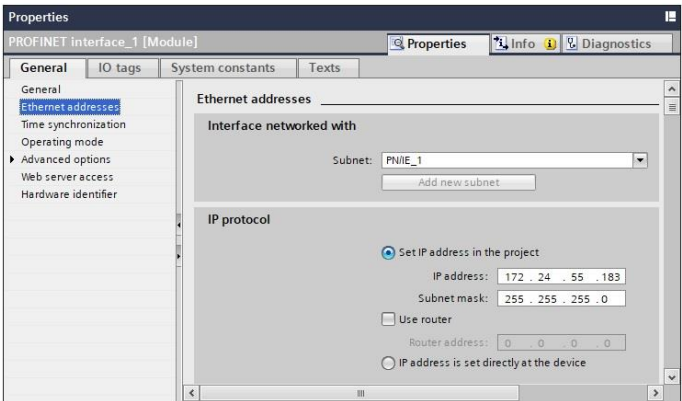 Properties
PROFINET interface_1 [Module]
Properties
Info
Diagnostics
General
IO tags
System constants
Texts
General
Ethernet addresses
Time synchronization
Operating mode
Advanced options
Web server access
Hardware identifier
Ethernet addresses
Interface networked with
Subnet: PN/IE_1
Add new subnet
IP protocol
Set IP address in the project
IP address: 172 . 24 . 55 . 183
Subnet mask: 255 . 255 . 255 . 0
Use router
Router address: 0 . 0 . 0 . 0
IP address is set directly at the device